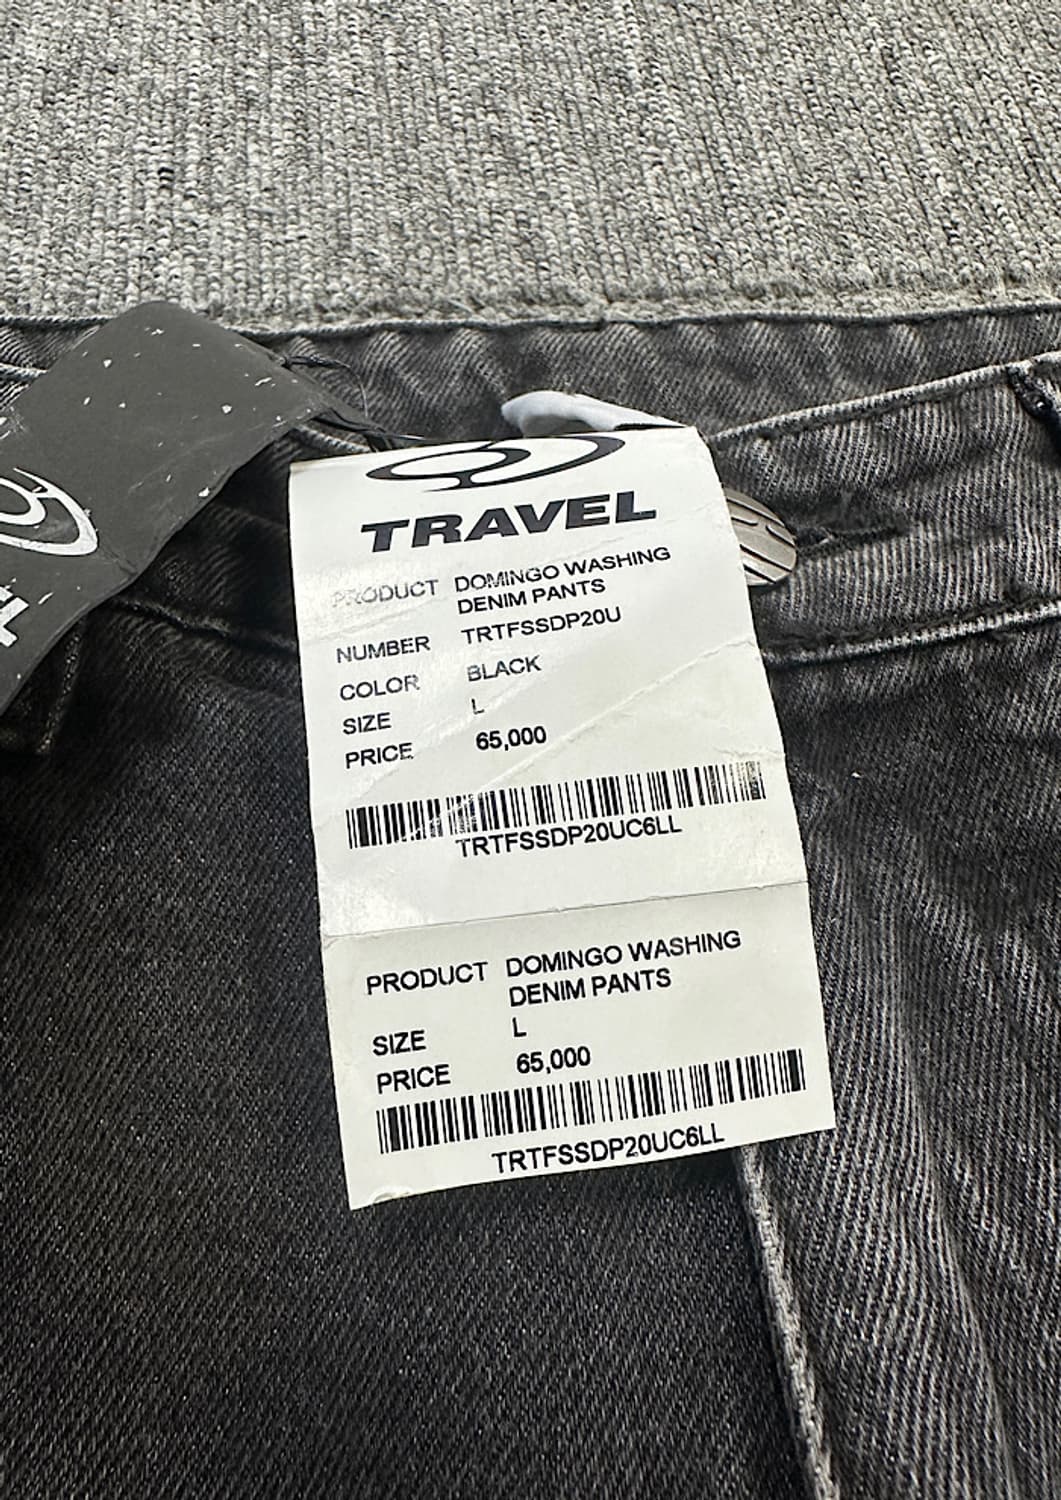 TRAVEL
PRODUCT DOMINGO WASHING
DENIM PANTS
NUMBER TRTFSSDP20U
COLOR BLACK
SIZE L
PRICE 65,000
TRTFSSDP20UC6LL
PRODUCT DOMINGO WASHING
DENIM PANTS
SIZE L
PRICE 65,000
TRTFSSDP20UC6LL